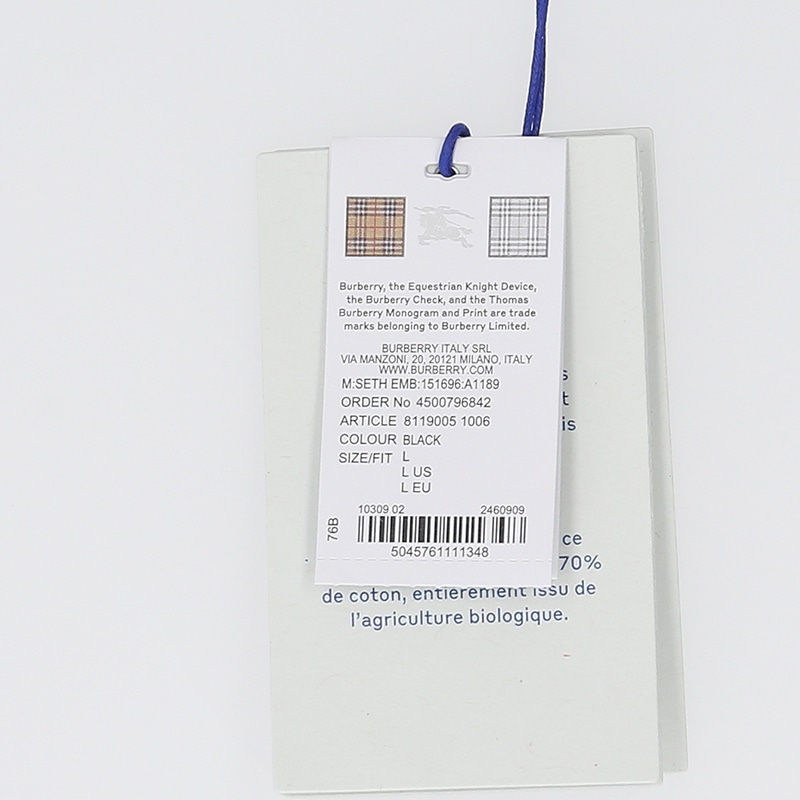 Burberry, the Equestrian Knight Device,
the Burberry Check, and the Thomas
Burberry Monogram and Print are trade
marks belonging to Burberry Limited.
BURBERRY ITALY SRL
VIA MANZONI, 20, 20121 MILANO, ITALY
WWW.BURBERRY.COM
M:SETH EMB:151696:A1189
ORDER No 4500796842
ARTICLE 8119005 1006
COLOUR BLACK
SIZE/FIT L
L US
L EU
10309 02 2460909
76B
5045761111348
s
t
is
ce
70%
de coton, entièrement issu de
l'agriculture biologique.